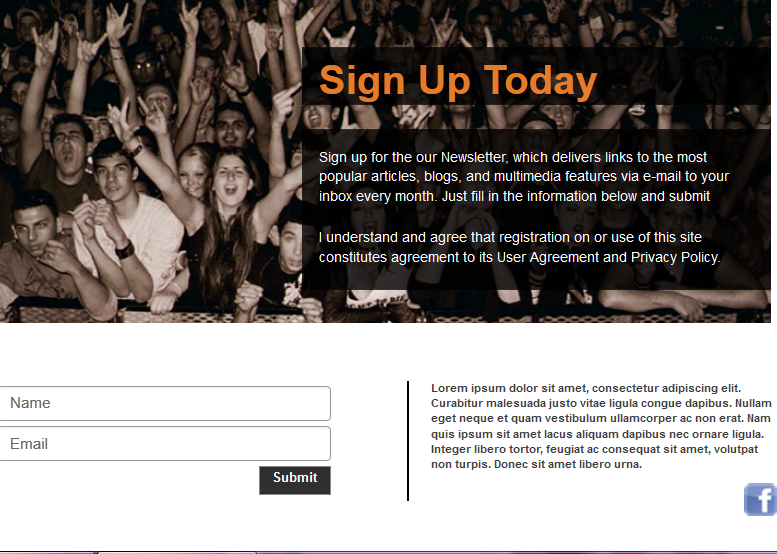 Sign Up Today
Sign up for the our Newsletter, which delivers links to the most
popular articles, blogs, and multimedia features via e-mail to your
inbox every month. Just fill in the information below and submit
I understand and agree that registration on or use of this site
constitutes agreement to its User Agreement and Privacy Policy.
Name
Email
Submit
Lorem ipsum dolor sit amet, consectetur adipiscing elit.
Curabitur malesuada justo vitae ligula congue dapibus. Nullam
eget neque et quam vestibulum ullamcorper ac non erat. Nam
quis ipsum sit amet lacus aliquam dapibus nec ornare ligula.
Integer libero tortor, feugiat ac consequat sit amet, volutpat
non turpis. Donec sit amet libero urna.
f